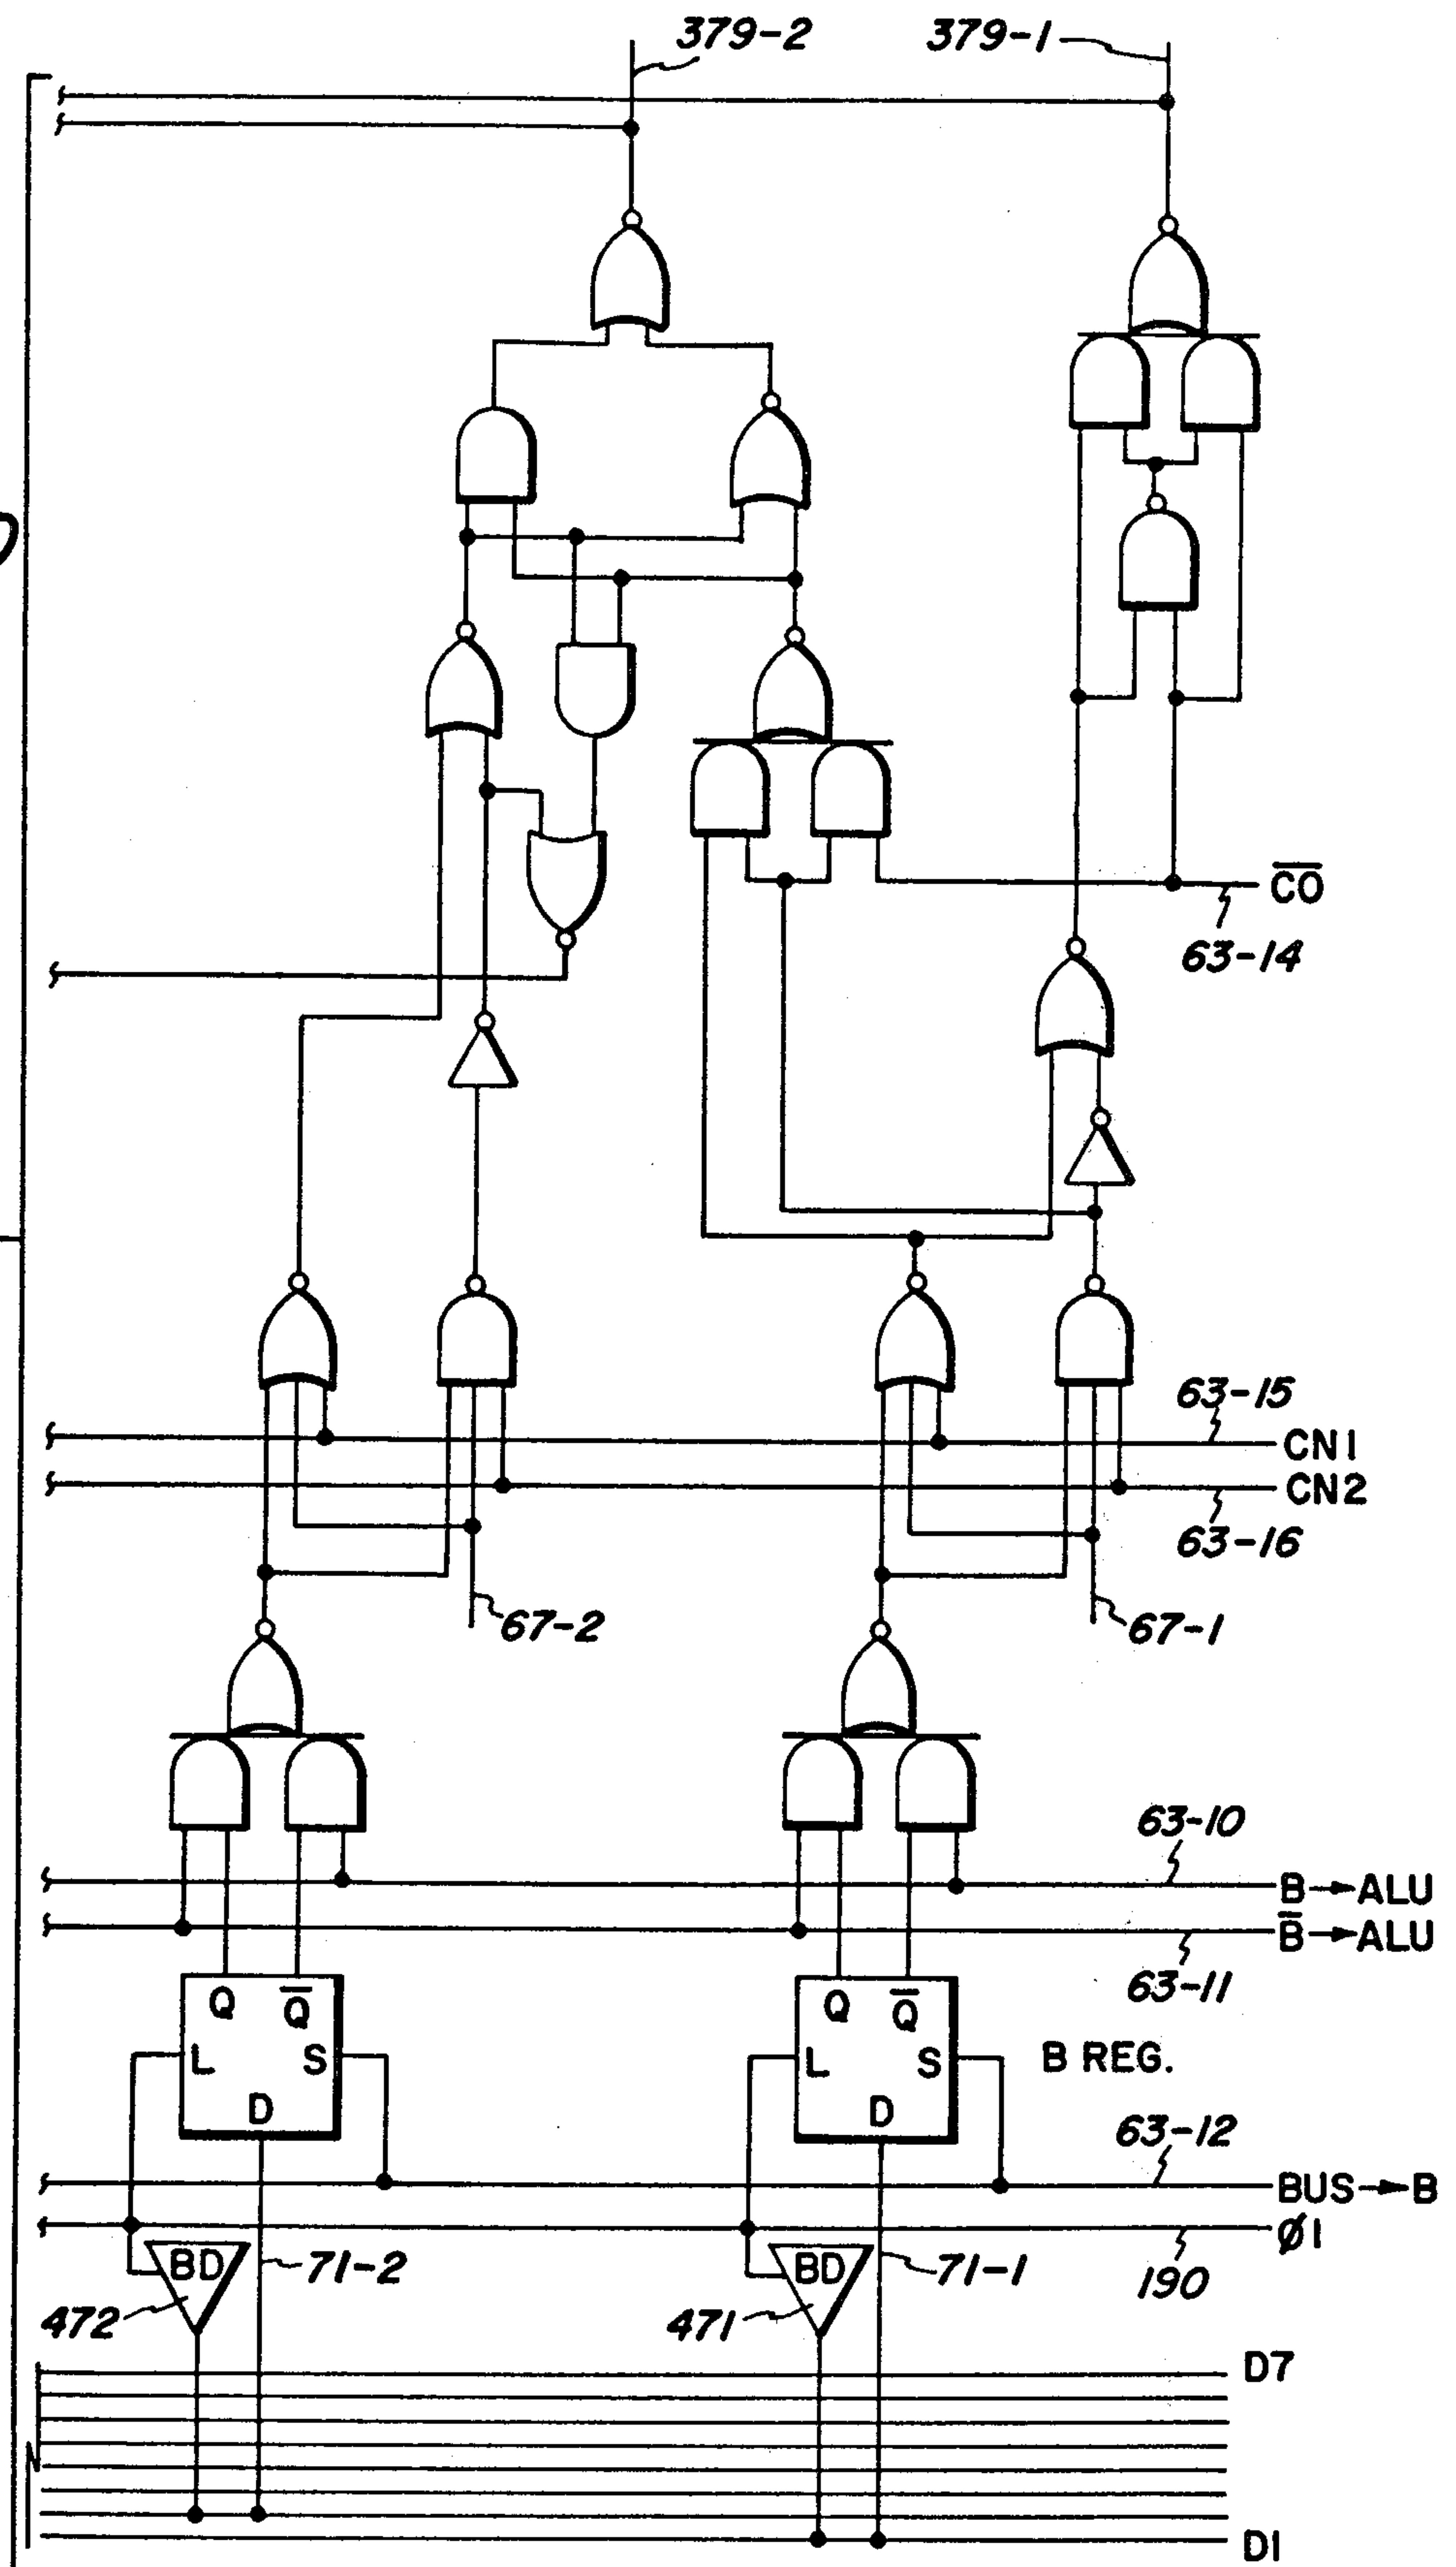 379-2
379-1
C̅O̅
63-14
63-15
CN1
CN2
63-16
67-2
67-1
63-10
B→ALU
B̅→ALU
63-11
Q Q̅
L S
D
Q Q̅
L S
D
B REG.
63-12
BUS→B
Ø1
190
BD
71-2
472
BD
71-1
471
D7
D1